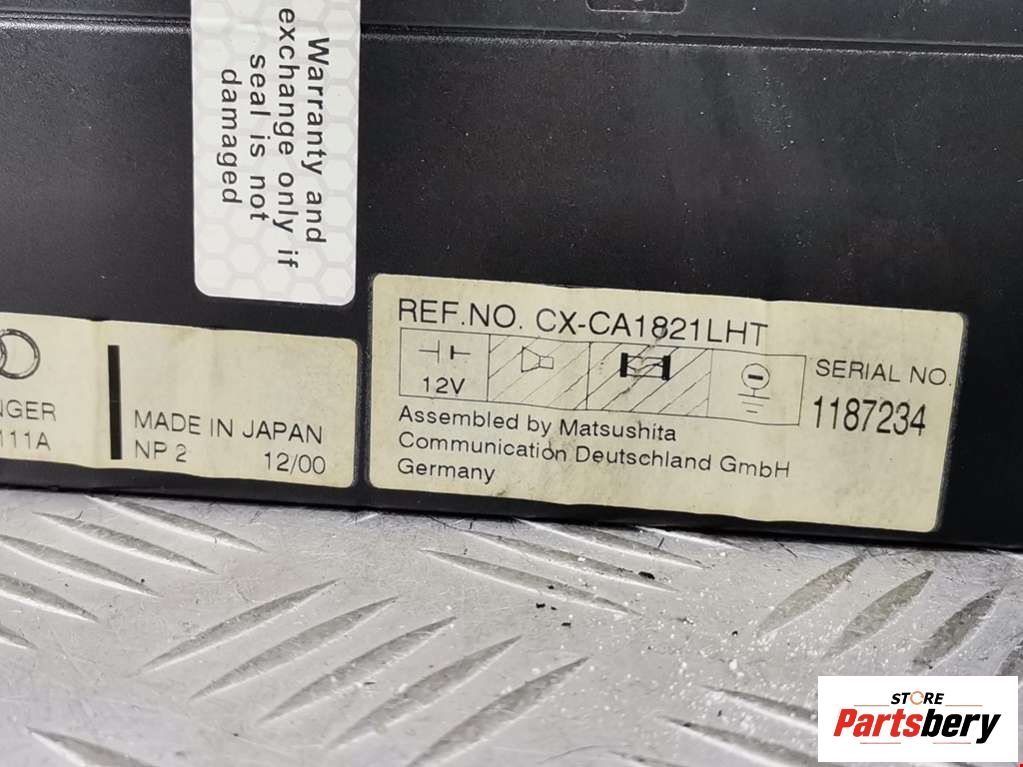 Warranty and
exchange only if
seal is not
damaged
REF.NO. CX-CA1821LHT
12V
SERIAL NO.
1187234
Assembled by Matsushita
Communication Deutschland GmbH
Germany
MADE IN JAPAN
NP 2 12/00
111A
STORE
Partsbery